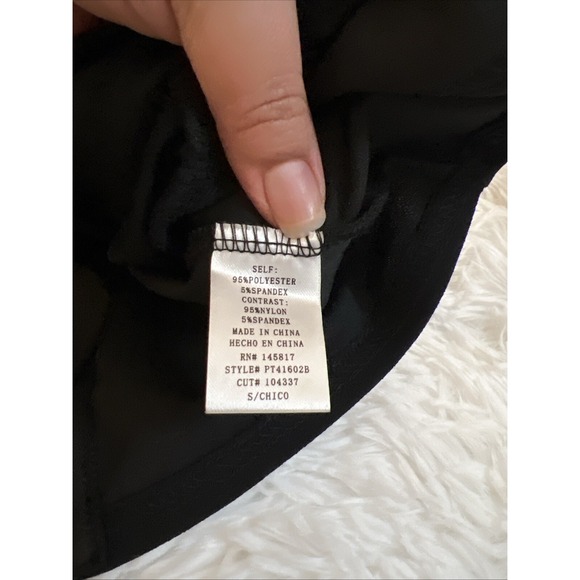 SELF:
95%POLYESTER
5%SPANDEX
CONTRAST:
95%NYLON
5%SPANDEX
MADE IN CHINA
HECHO EN CHINA
RN# 145817
STYLE# PT41602B
CUT# 104337
S/CHICO